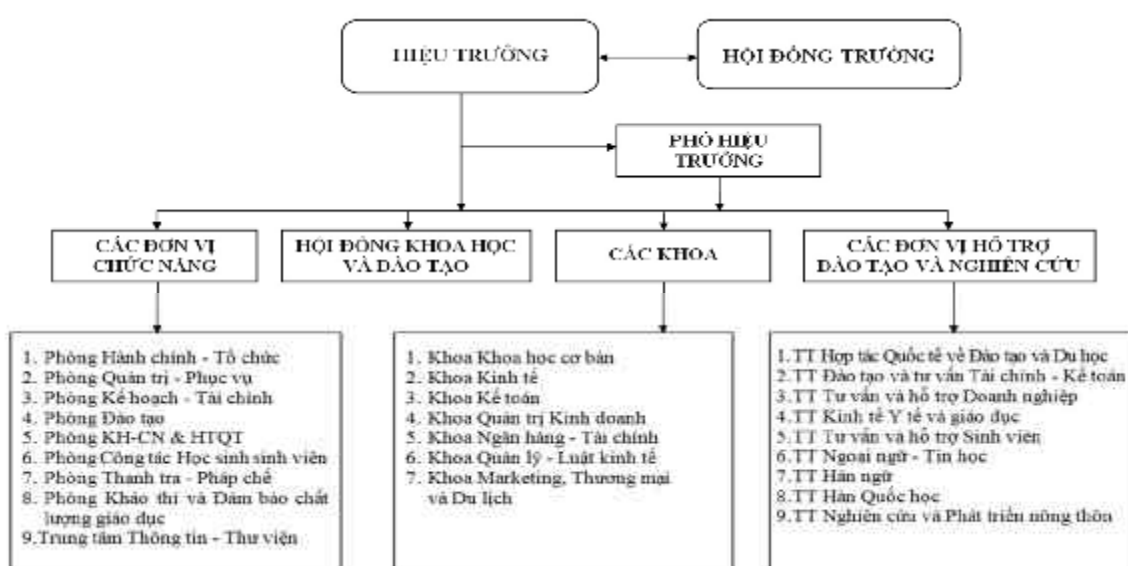 HIỆU TRƯỞNG
HỘI ĐỒNG TRƯỜNG
PHÓ HIỆU
TRƯỞNG
CÁC ĐƠN VỊ
CHỨC NĂNG
HỘI ĐỒNG KHOA HỌC
VÀ ĐÀO TẠO
CÁC KHOA
CÁC ĐƠN VỊ HỖ TRỢ
ĐÀO TẠO VÀ NGHIÊN CỨU
1. Phòng Hành chính - Tổ chức
2. Phòng Quản trị - Phục vụ
3. Phòng Kế hoạch - Tài chính
4. Phòng Đào tạo
5. Phòng KH-CN & HTQT
6. Phòng Công tác Học sinh sinh viên
7. Phòng Thanh tra - Pháp chế
8. Phòng Khảo thí và Đảm bảo chất
lượng giáo dục
9.Trung tâm Thông tin - Thư viện
1. Khoa Khoa học cơ bản
2. Khoa Kinh tế
3. Khoa Kế toán
4. Khoa Quản trị Kinh doanh
5. Khoa Ngân hàng - Tài chính
6. Khoa Quản lý - Luật kinh tế
7. Khoa Marketing, Thương mại
và Du lịch
1.TT Hợp tác Quốc tế về Đào tạo và Du học
2.TT Đào tạo và tư vấn Tài chính - Kế toán
3.TT Tư vấn và hỗ trợ Doanh nghiệp
4.TT Kinh tế Y tế và giáo dục
5.TT Tư vấn và hỗ trợ Sinh viên
6.TT Ngoại ngữ - Tin học
7.TT Hán ngữ
8.TT Hàn Quốc học
9.TT Nghiên cứu và Phát triển nông thôn